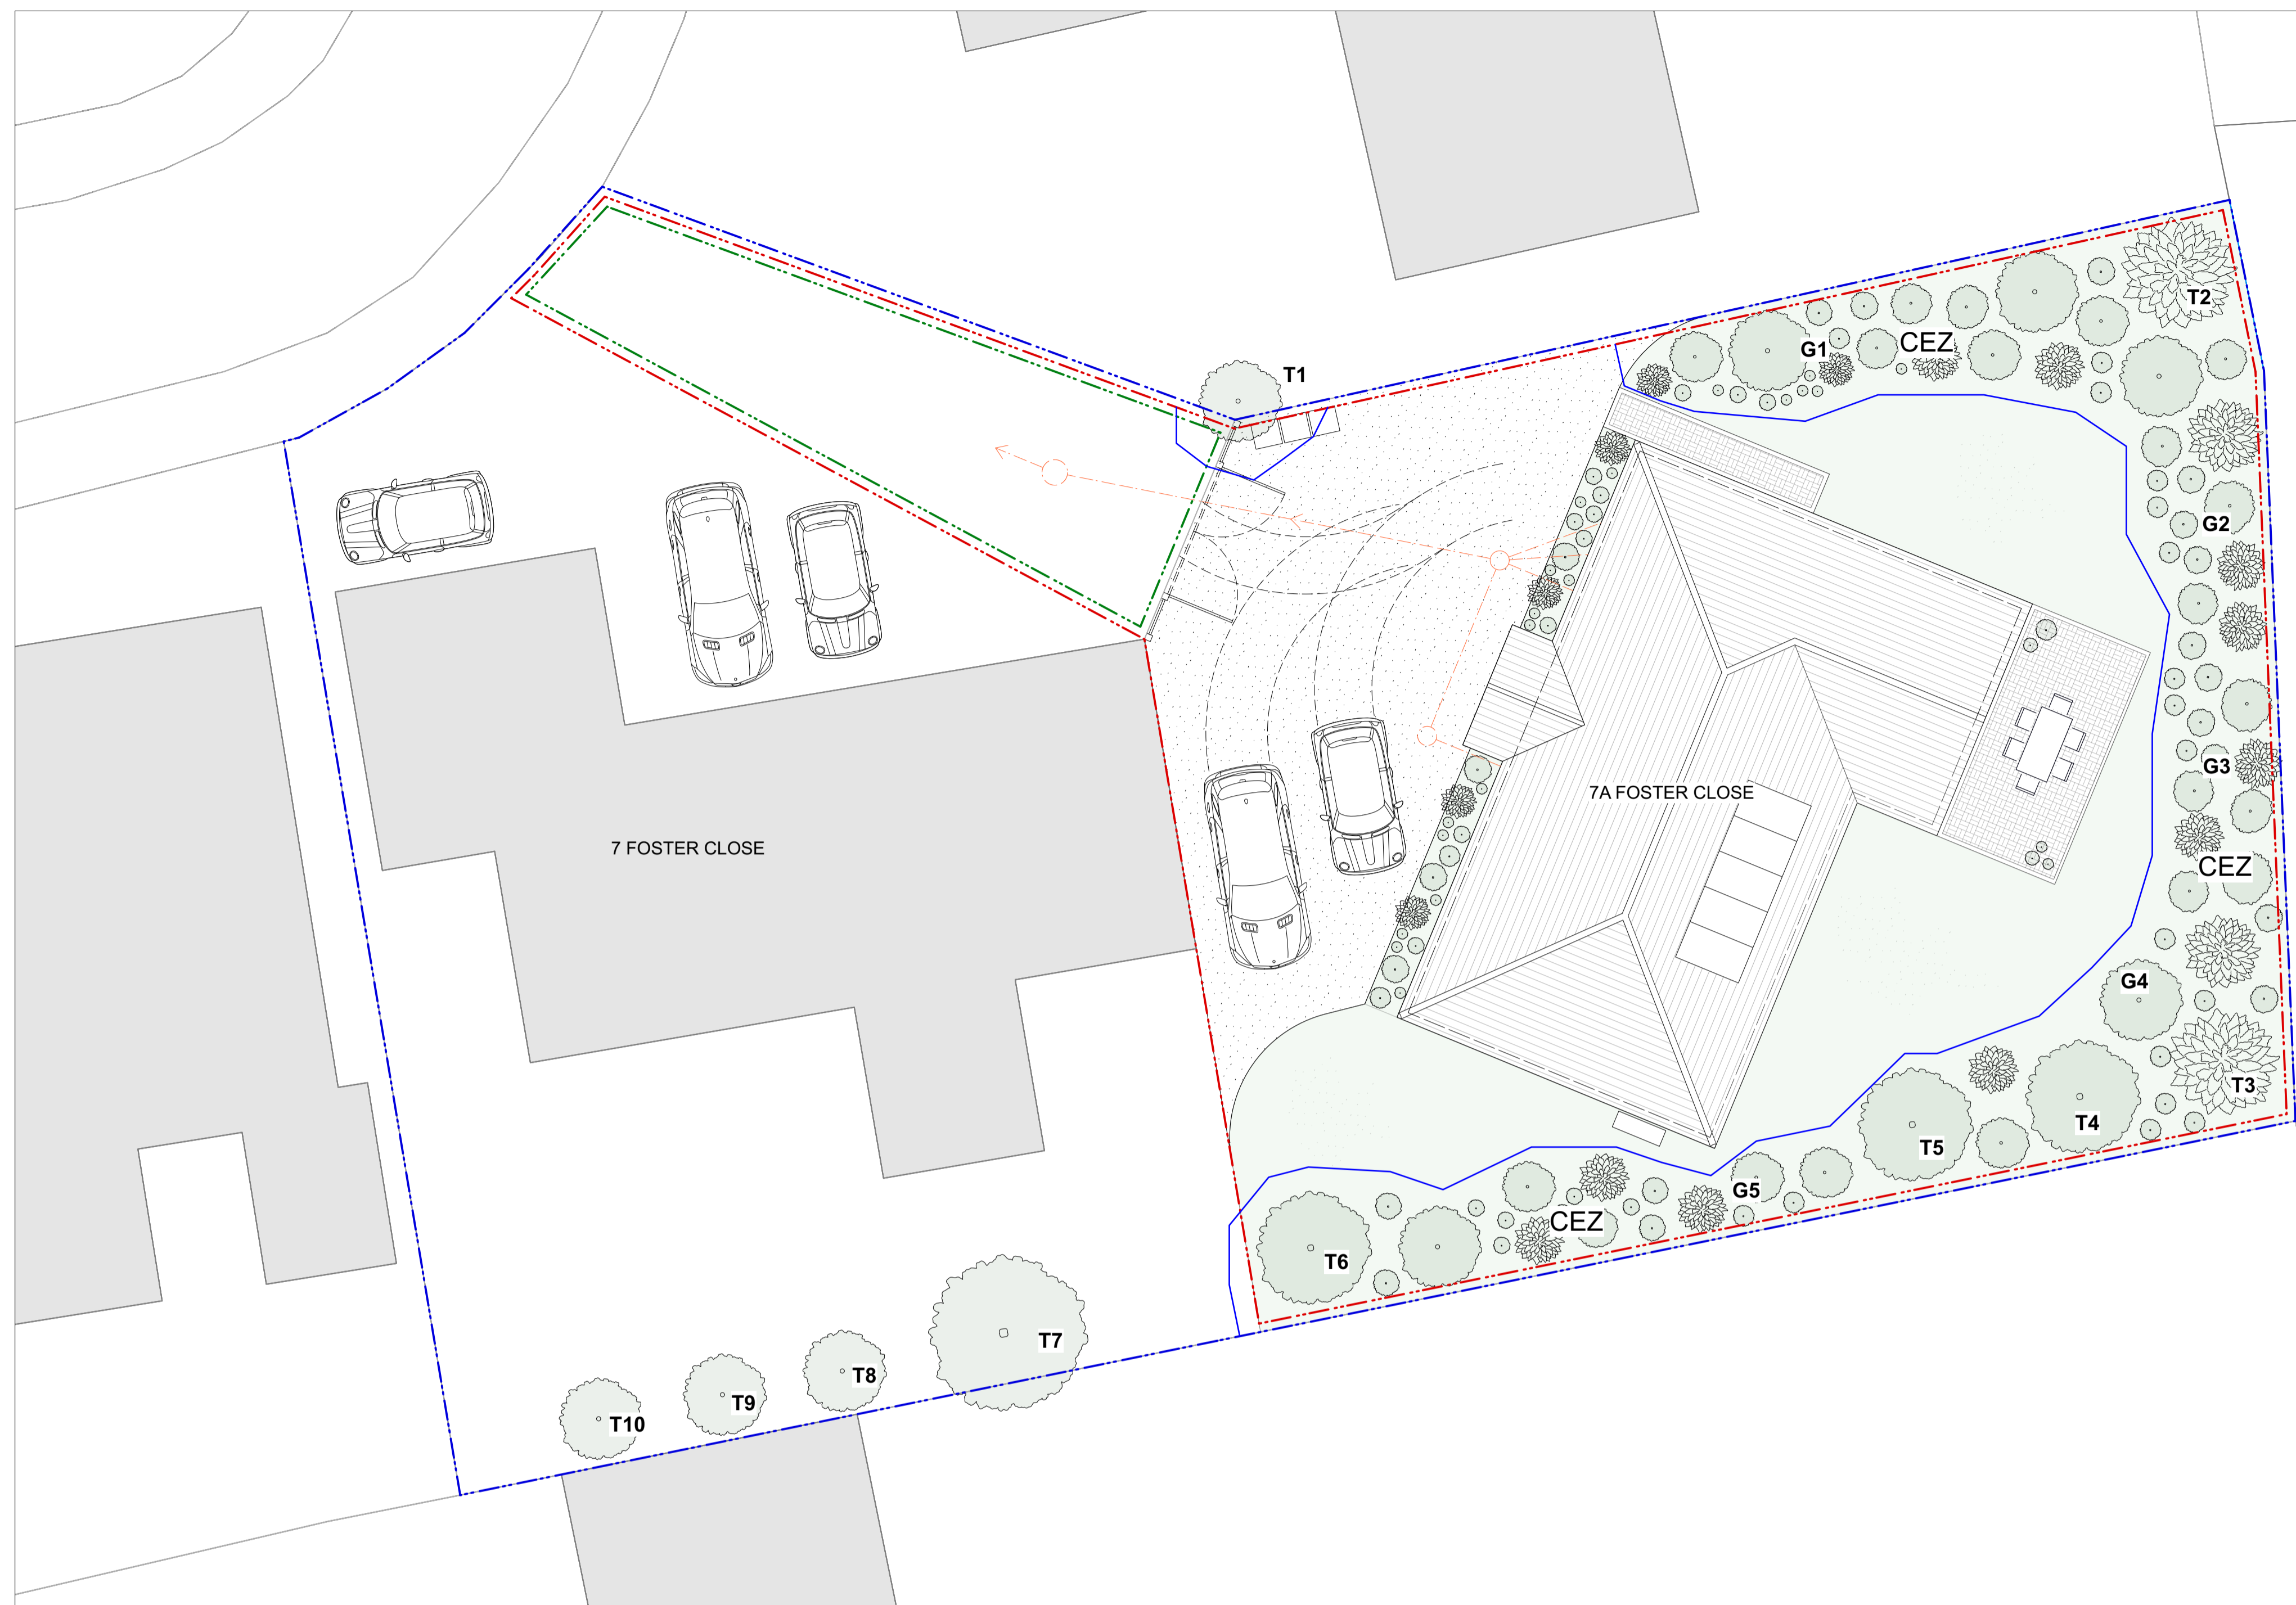 T2
CEZ
G1
T1
G2
G3
7A FOSTER CLOSE
7 FOSTER CLOSE
CEZ
G4
T3
T4
T5
G5
CEZ
T6
T7
T8
T9
T10